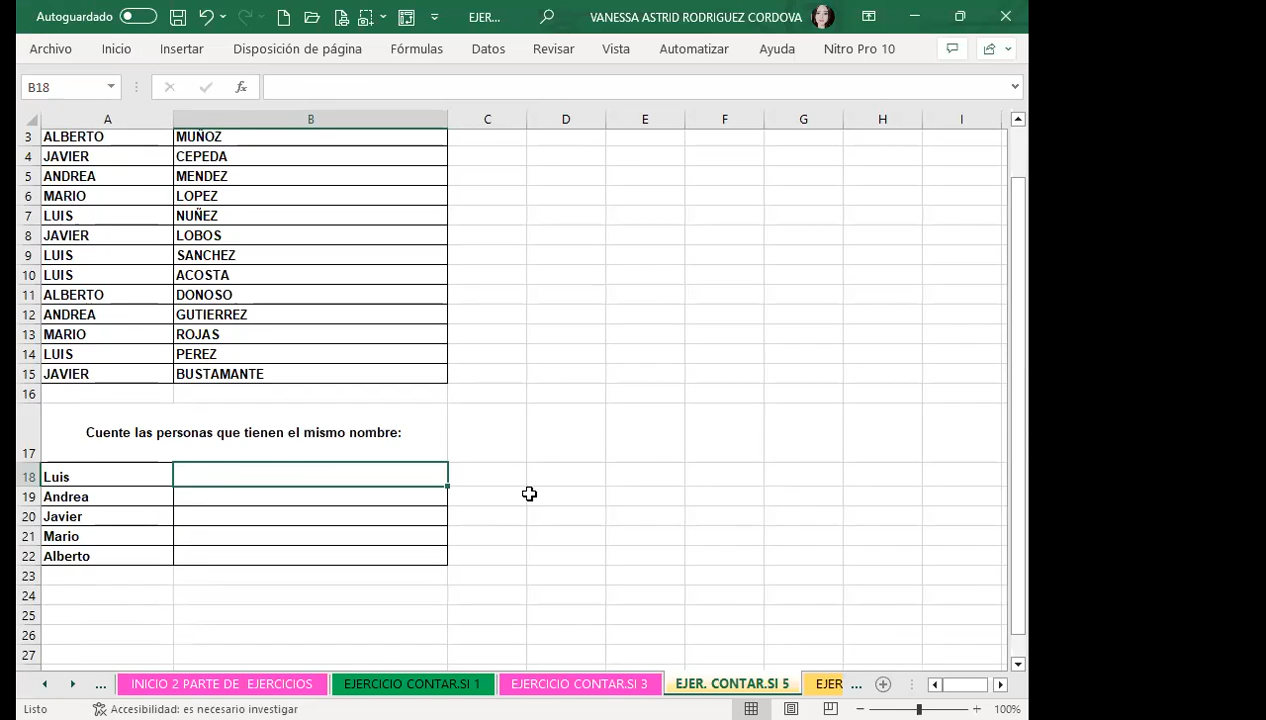 Autoguardado EJER... VANESSA ASTRID RODRIGUEZ CORDOVA
Archivo Inicio Insertar Disposición de página Fórmulas Datos Revisar Vista Automatizar Ayuda Nitro Pro 10
B18 fx
A B C D E F G H I
3 ALBERTO MUÑOZ
4 JAVIER CEPEDA
5 ANDREA MENDEZ
6 MARIO LOPEZ
7 LUIS NUÑEZ
8 JAVIER LOBOS
9 LUIS SANCHEZ
10 LUIS ACOSTA
11 ALBERTO DONOSO
12 ANDREA GUTIERREZ
13 MARIO ROJAS
14 LUIS PEREZ
15 JAVIER BUSTAMANTE
16
17 Cuente las personas que tienen el mismo nombre:
18 Luis
19 Andrea
20 Javier
21 Mario
22 Alberto
23
24
25
26
27
... INICIO 2 PARTE DE EJERCICIOS EJERCICIO CONTAR.SI 1 EJERCICIO CONTAR.SI 3 EJER. CONTAR.SI 5 EJER ...
Listo Accesibilidad: es necesario investigar 100%